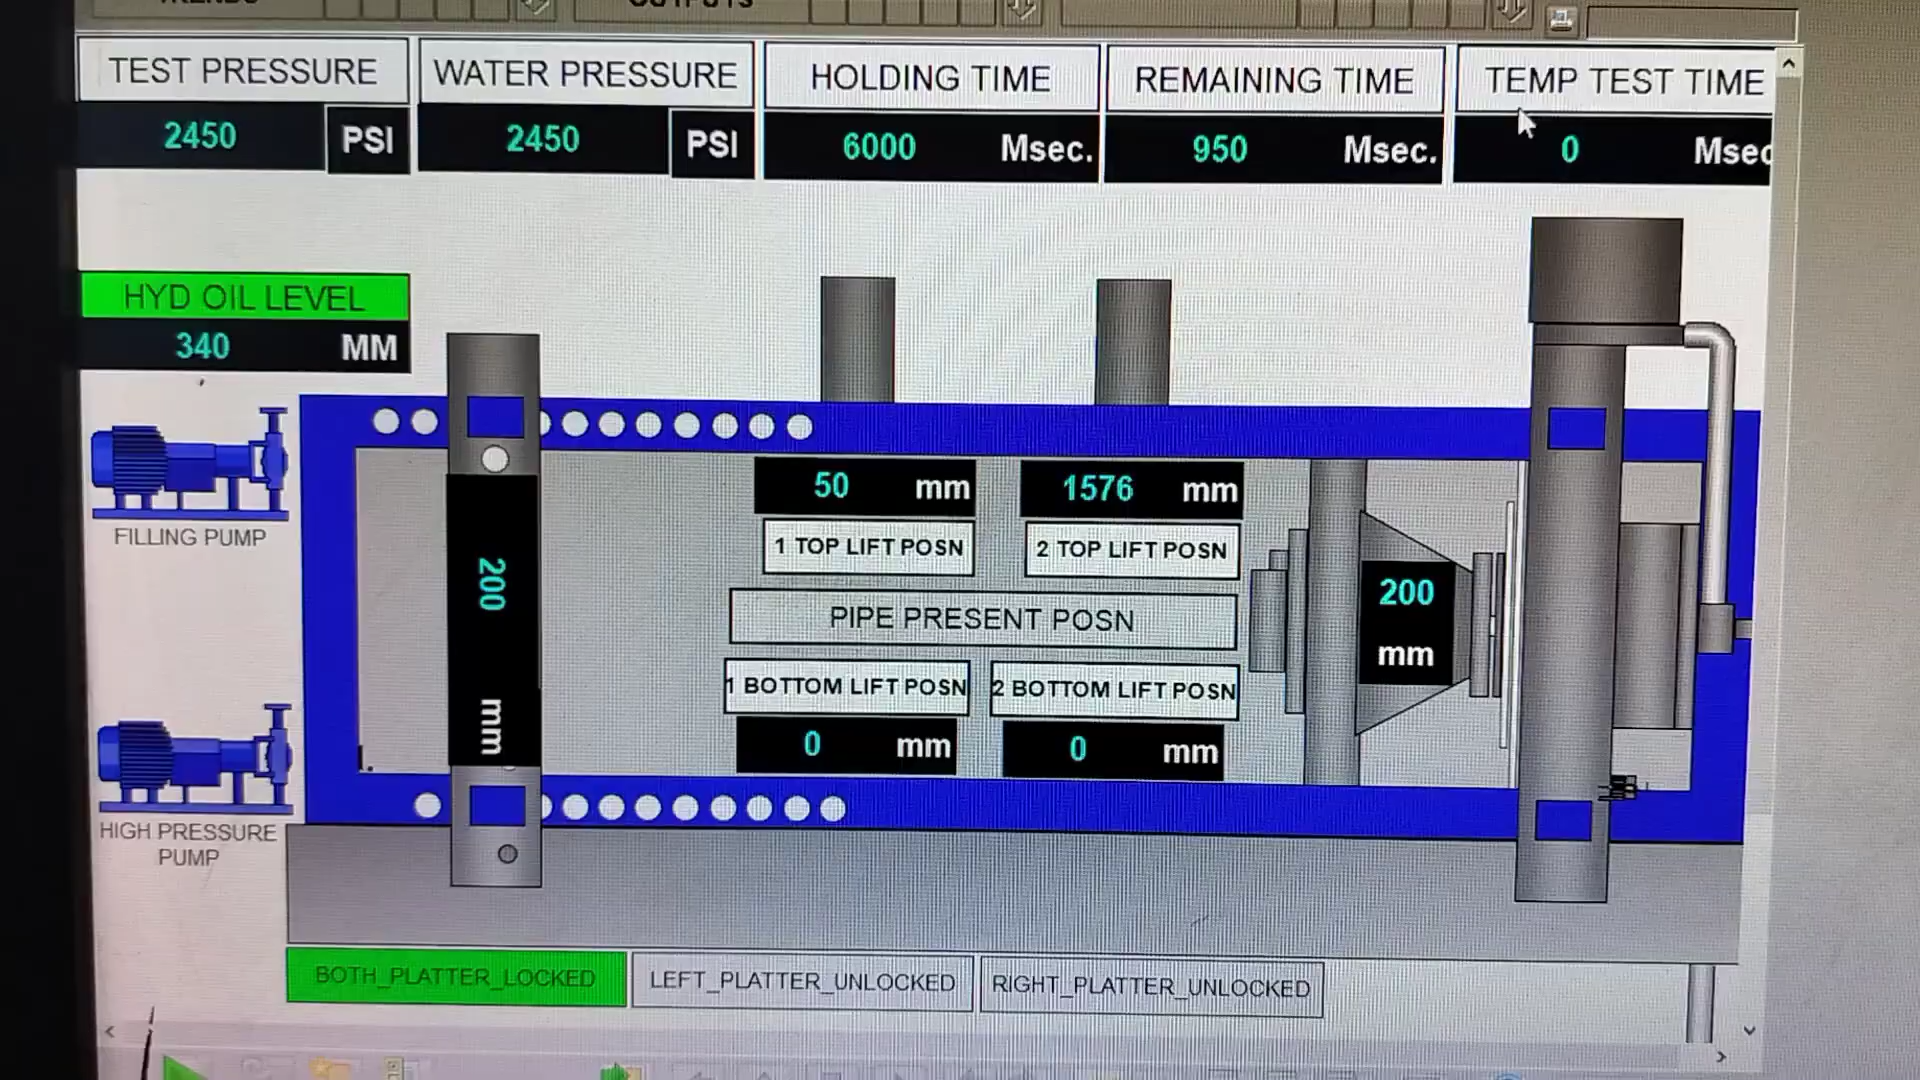 TRENDS OUTPUTS
TEST PRESSURE WATER PRESSURE HOLDING TIME REMAINING TIME TEMP TEST TIME
2450 PSI 2450 PSI 6000 Msec. 950 Msec. 0 Msec
HYD OIL LEVEL
340 MM
FILLING PUMP
HIGH PRESSURE
PUMP
200 mm
50 mm 1576 mm
1 TOP LIFT POSN 2 TOP LIFT POSN
PIPE PRESENT POSN
1 BOTTOM LIFT POSN 2 BOTTOM LIFT POSN
0 mm 0 mm
200
mm
BOTH_PLATTER_LOCKED LEFT_PLATTER_UNLOCKED RIGHT_PLATTER_UNLOCKED